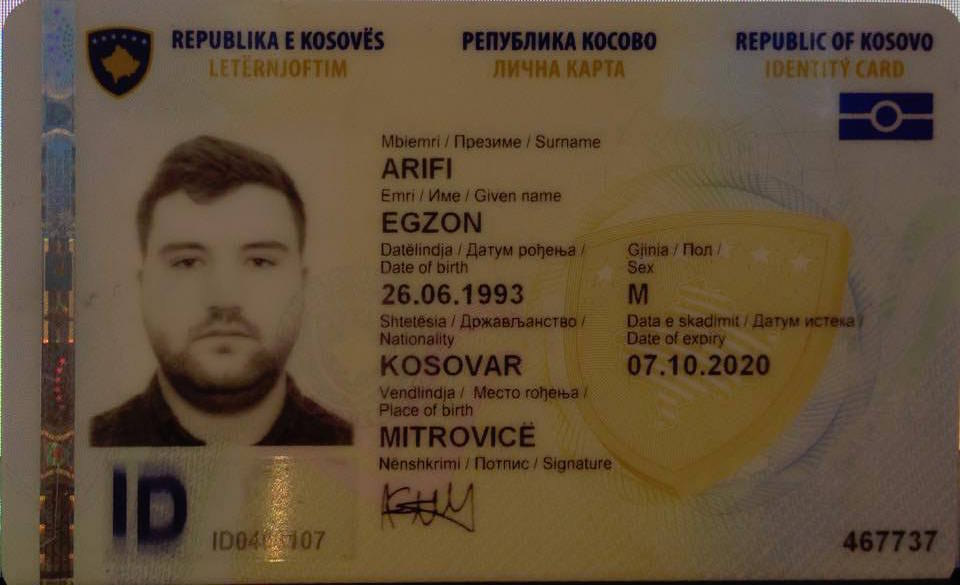 REPUBLIKA E KOSOVËS
LETËRNJOFTIM
РЕПУБЛИКА КОСОВО
ЛИЧНА КАРТА
REPUBLIC OF KOSOVO
IDENTITY CARD
Mbiemri / Презиме / Surname
ARIFI
Emri / Име / Given name
EGZON
Datëlindja / Датум рођења /
Date of birth
26.06.1993
Gjinia / Пол /
Sex
M
Shtetësia / Држављанство /
Nationality
KOSOVAR
Data e skadimit / Датум истека /
Date of expiry
07.10.2020
Vendlindja / Место рођења /
Place of birth
MITROVICË
Nënshkrimi / Потпис / Signature
ID
467737